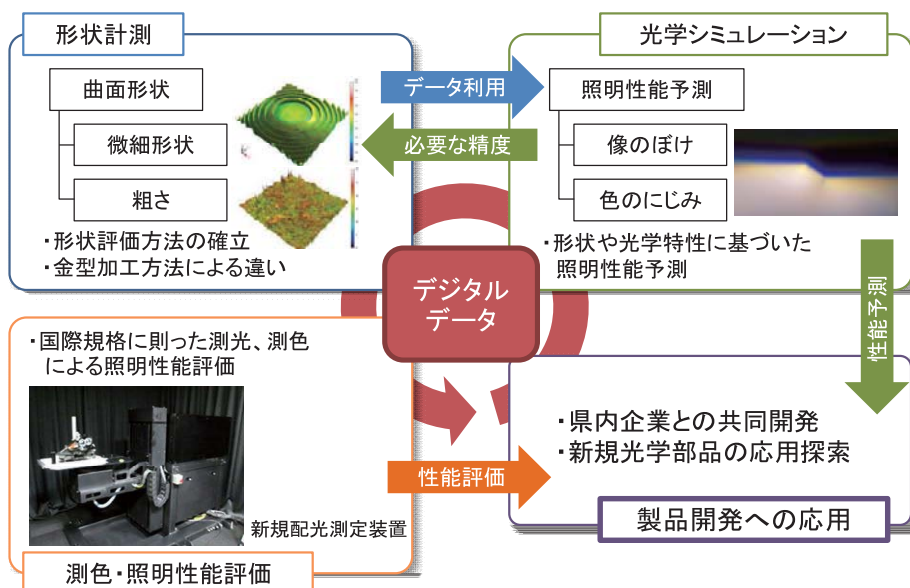 形状計測
曲面形状
微細形状
粗さ
・形状評価方法の確立
・金型加工方法による違い
データ利用
必要な精度
光学シミュレーション
照明性能予測
像のぼけ
色のにじみ
・形状や光学特性に基づいた
照明性能予測
デジタル
データ
性能予測
・国際規格に則った測光、測色
による照明性能評価
新規配光測定装置
測色・照明性能評価
性能評価
・県内企業との共同開発
・新規光学部品の応用探索
製品開発への応用